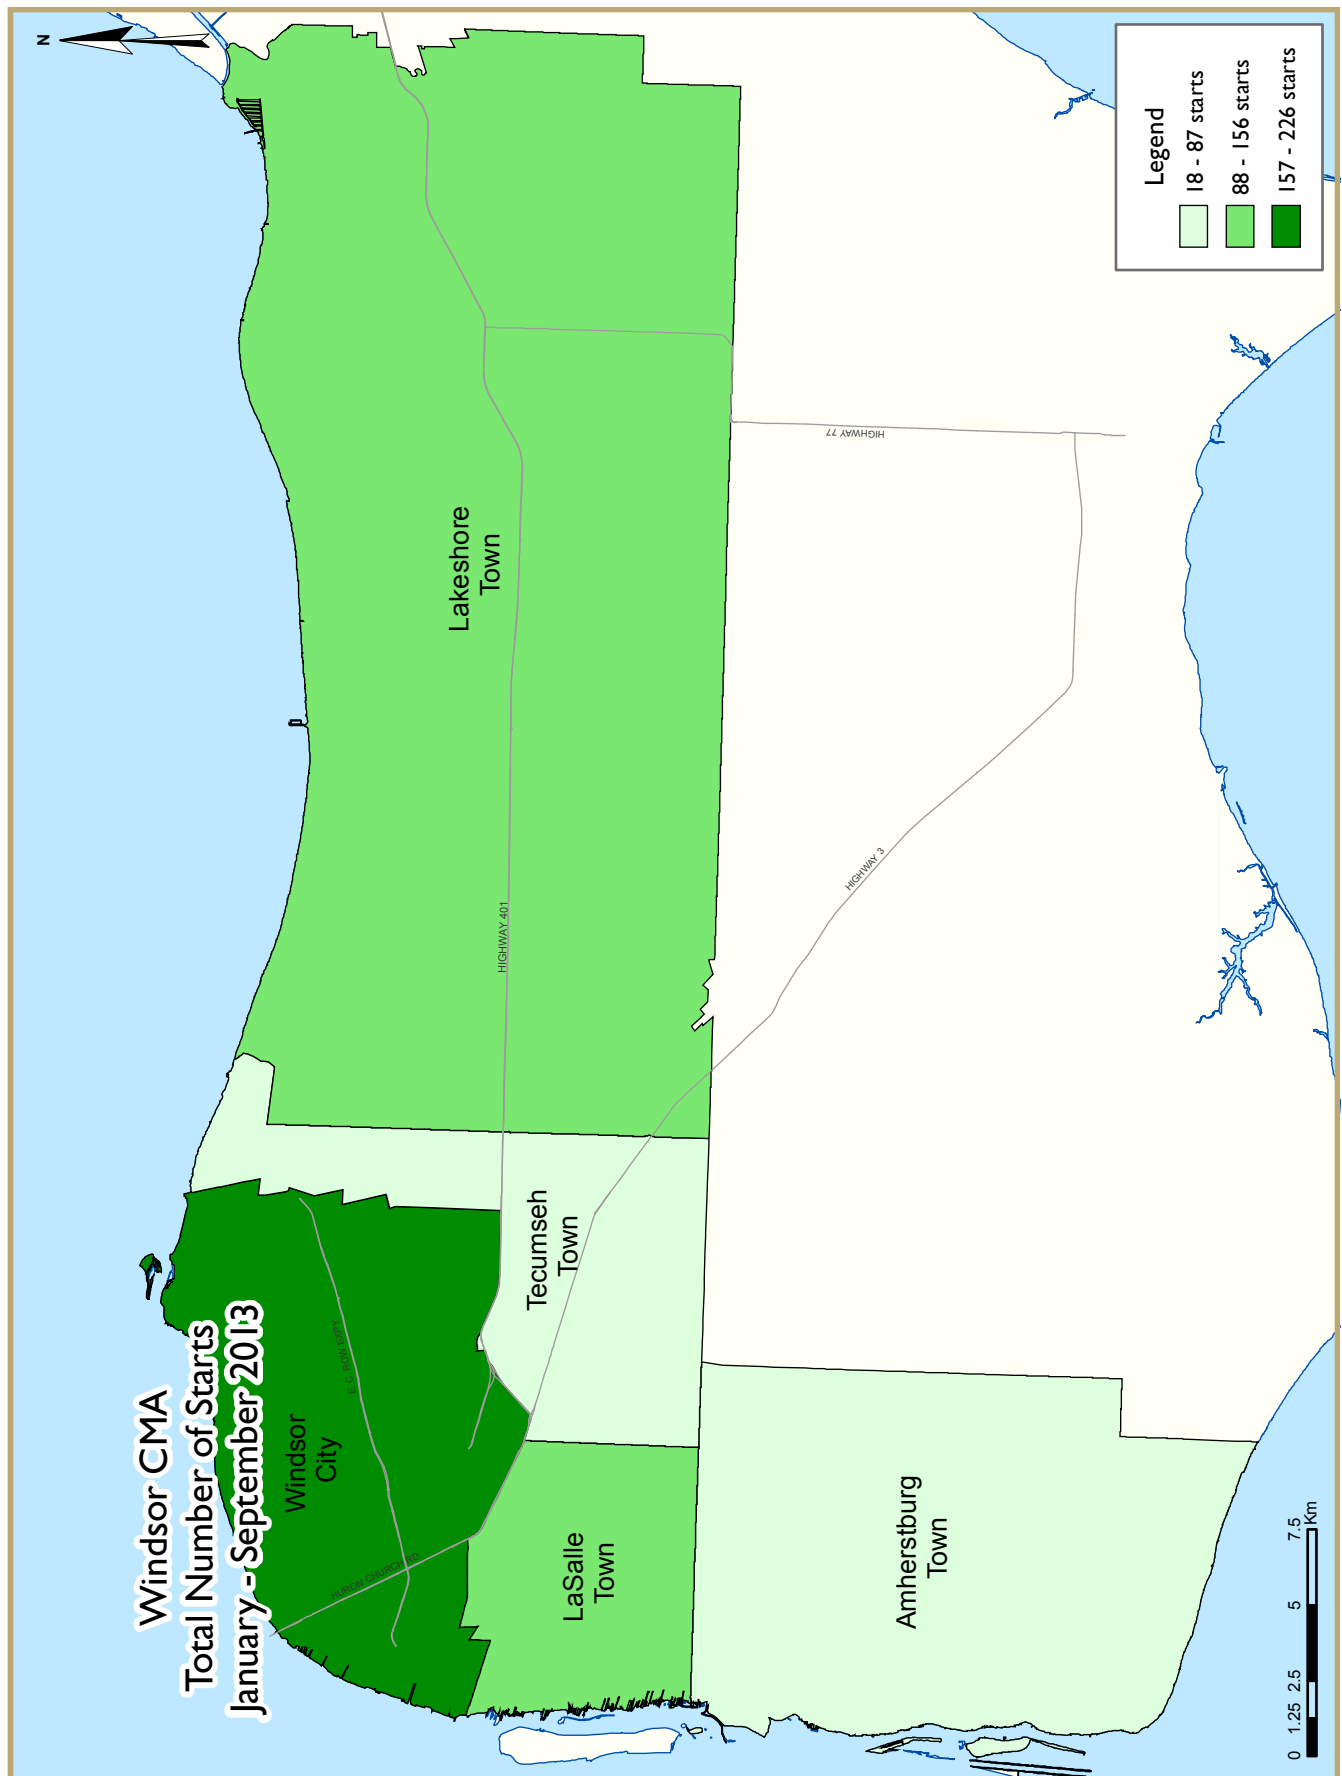 Windsor CMA
Total Number of Starts
January - September 2013
N
Windsor
City
E.C. ROW EXPY
HURON CHURCH RD
LaSalle
Town
Tecumseh
Town
Lakeshore
Town
Amherstburg
Town
HIGHWAY 401
HIGHWAY 3
HIGHWAY 77
Legend
18 - 87 starts
88 - 156 starts
157 - 226 starts
0 1.25 2.5 5 7.5
Km